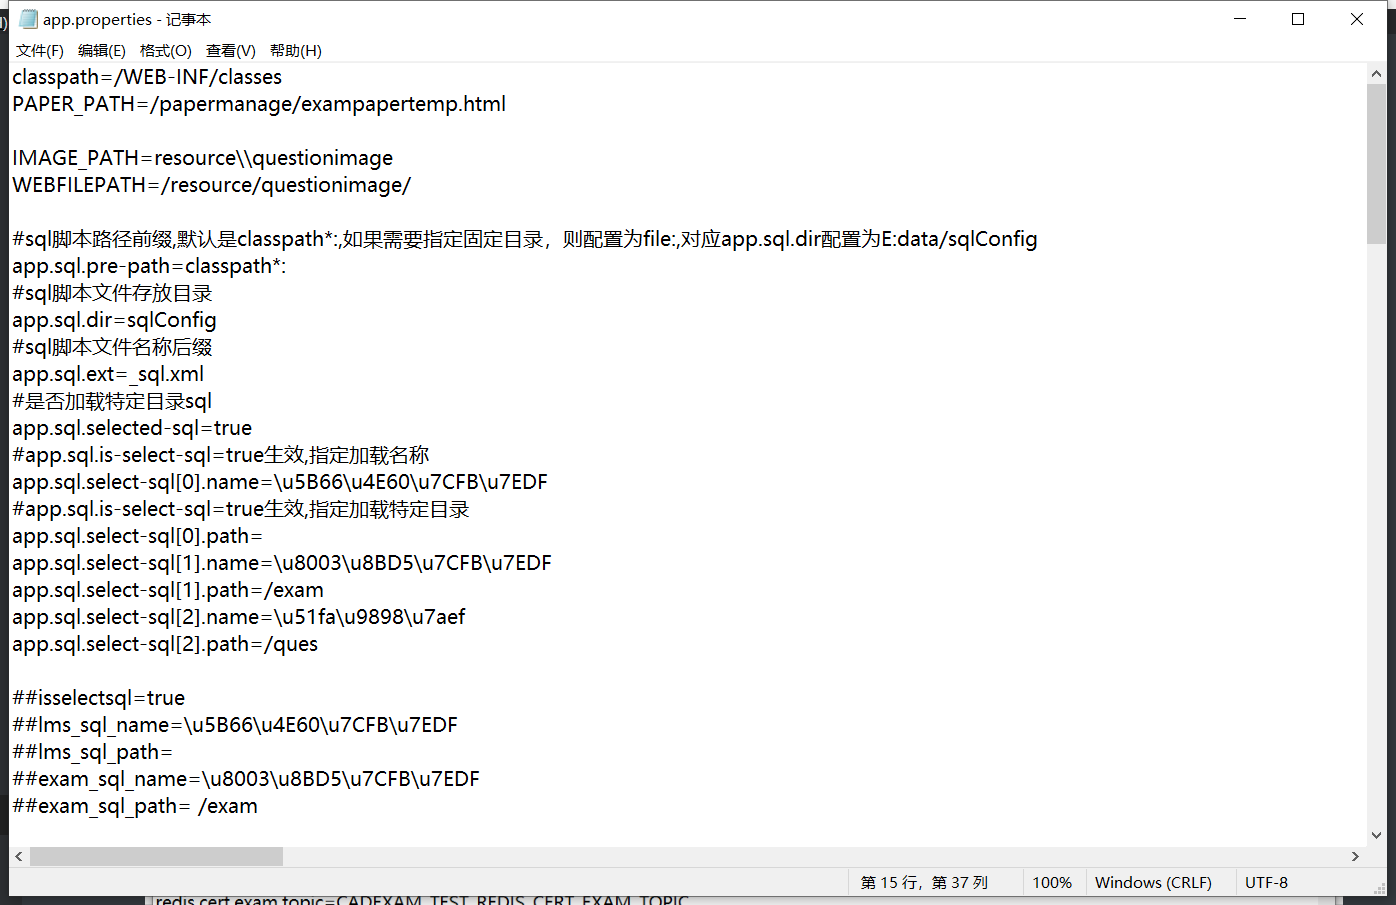 app.properties - 记事本
文件(F) 编辑(E) 格式(O) 查看(V) 帮助(H)
classpath=/WEB-INF/classes
PAPER_PATH=/papermanage/exampapertemp.html
IMAGE_PATH=resource\\questionimage
WEBFILEPATH=/resource/questionimage/
#sql脚本路径前缀,默认是classpath*:,如果需要指定固定目录，则配置为file:,对应app.sql.dir配置为E:data/sqlConfig
app.sql.pre-path=classpath*:
#sql脚本文件存放目录
app.sql.dir=sqlConfig
#sql脚本文件名称后缀
app.sql.ext=_sql.xml
#是否加载特定目录sql
app.sql.selected-sql=true
#app.sql.is-select-sql=true生效,指定加载名称
app.sql.select-sql[0].name=\u5B66\u4E60\u7CFB\u7EDF
#app.sql.is-select-sql=true生效,指定加载特定目录
app.sql.select-sql[0].path=
app.sql.select-sql[1].name=\u8003\u8BD5\u7CFB\u7EDF
app.sql.select-sql[1].path=/exam
app.sql.select-sql[2].name=\u51fa\u9898\u7aef
app.sql.select-sql[2].path=/ques
##isselectsql=true
##lms_sql_name=\u5B66\u4E60\u7CFB\u7EDF
##lms_sql_path=
##exam_sql_name=\u8003\u8BD5\u7CFB\u7EDF
##exam_sql_path= /exam
第 15 行，第 37 列 100% Windows (CRLF) UTF-8
redis.cert.exam.topic=CADEXAM_TEST_REDIS_CERT_EXAM_TOPIC